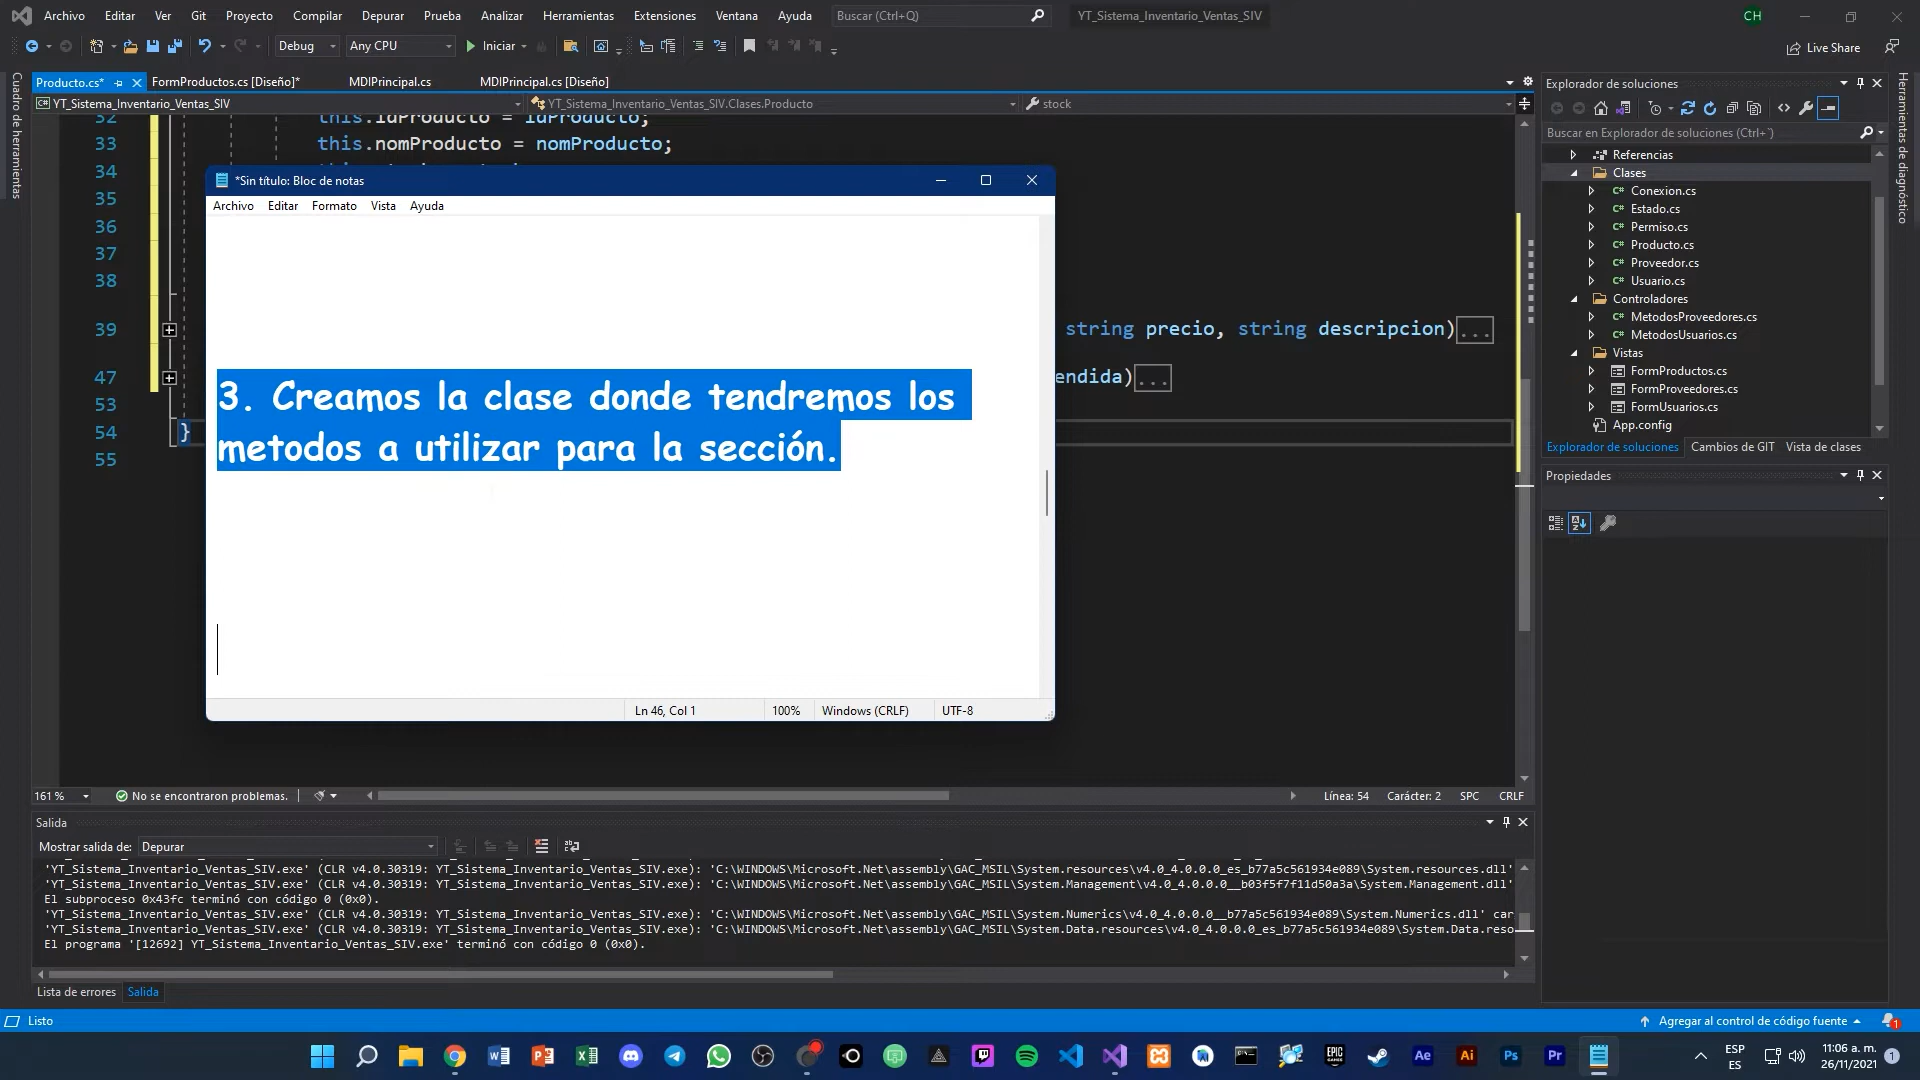 Archivo Editar Ver Git Proyecto Compilar Depurar Prueba Analizar Herramientas Extensiones Ventana Ayuda Buscar (Ctrl+Q) YT_Sistema_Inventario_Ventas_SIV CH
Debug Any CPU Iniciar Live Share
Producto.cs* FormProductos.cs [Diseño]* MDIPrincipal.cs MDIPrincipal.cs [Diseño]
YT_Sistema_Inventario_Ventas_SIV YT_Sistema_Inventario_Ventas_SIV.Clases.Producto stock
Cuadro de herramientas
32 this.idProducto = idProducto;
33 this.nomProducto = nomProducto;
34
35
36
37
38
39 string precio, string descripcion)...
47 endida)...
53
54 }
55
*Sin título: Bloc de notas
Archivo Editar Formato Vista Ayuda
3. Creamos la clase donde tendremos los
metodos a utilizar para la sección.
Ln 46, Col 1 100% Windows (CRLF) UTF-8
161 % No se encontraron problemas. Línea: 54 Carácter: 2 SPC CRLF
Salida
Mostrar salida de: Depurar
'YT_Sistema_Inventario_Ventas_SIV.exe' (CLR v4.0.30319: YT_Sistema_Inventario_Ventas_SIV.exe): 'C:\WINDOWS\Microsoft.Net\assembly\GAC_MSIL\System.resources\v4.0_4.0.0.0_es_b77a5c561934e089\System.resources.dll'
'YT_Sistema_Inventario_Ventas_SIV.exe' (CLR v4.0.30319: YT_Sistema_Inventario_Ventas_SIV.exe): 'C:\WINDOWS\Microsoft.Net\assembly\GAC_MSIL\System.Management\v4.0_4.0.0.0__b03f5f7f11d50a3a\System.Management.dll'
El subproceso 0x43fc terminó con código 0 (0x0).
'YT_Sistema_Inventario_Ventas_SIV.exe' (CLR v4.0.30319: YT_Sistema_Inventario_Ventas_SIV.exe): 'C:\WINDOWS\Microsoft.Net\assembly\GAC_MSIL\System.Numerics\v4.0_4.0.0.0__b77a5c561934e089\System.Numerics.dll' car
'YT_Sistema_Inventario_Ventas_SIV.exe' (CLR v4.0.30319: YT_Sistema_Inventario_Ventas_SIV.exe): 'C:\WINDOWS\Microsoft.Net\assembly\GAC_MSIL\System.Data.resources\v4.0_4.0.0.0_es_b77a5c561934e089\System.Data.reso
El programa '[12692] YT_Sistema_Inventario_Ventas_SIV.exe' terminó con código 0 (0x0).
Lista de errores Salida
Explorador de soluciones
Buscar en Explorador de soluciones (Ctrl+`)
Referencias
Clases
Conexion.cs
Estado.cs
Permiso.cs
Producto.cs
Proveedor.cs
Usuario.cs
Controladores
MetodosProveedores.cs
MetodosUsuarios.cs
Vistas
FormProductos.cs
FormProveedores.cs
FormUsuarios.cs
App.config
Explorador de soluciones Cambios de GIT Vista de clases
Propiedades
Herramientas de diagnóstico
Listo Agregar al control de código fuente 1
ESP
ES
11:06 a. m.
26/11/2021
1